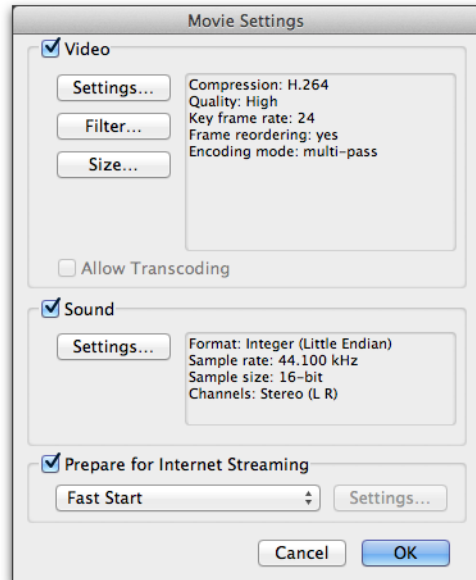 Movie Settings
Video
Settings...
Filter...
Size...
Compression: H.264
Quality: High
Key frame rate: 24
Frame reordering: yes
Encoding mode: multi-pass
Allow Transcoding
Sound
Settings...
Format: Integer (Little Endian)
Sample rate: 44.100 kHz
Sample size: 16-bit
Channels: Stereo (L R)
Prepare for Internet Streaming
Fast Start
Settings...
Cancel
OK